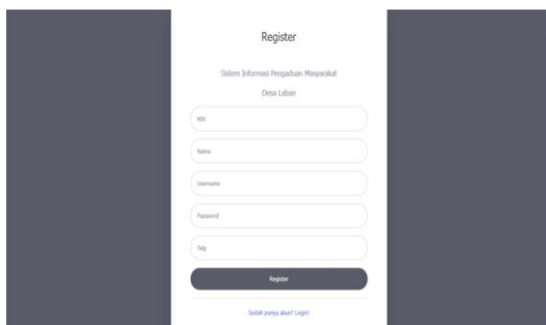 Register
Sistem Informasi Pengaduan Masyarakat
Desa Laban
NIK
Nama
Username
Password
Telp
Register
Sudah punya akun? Login!